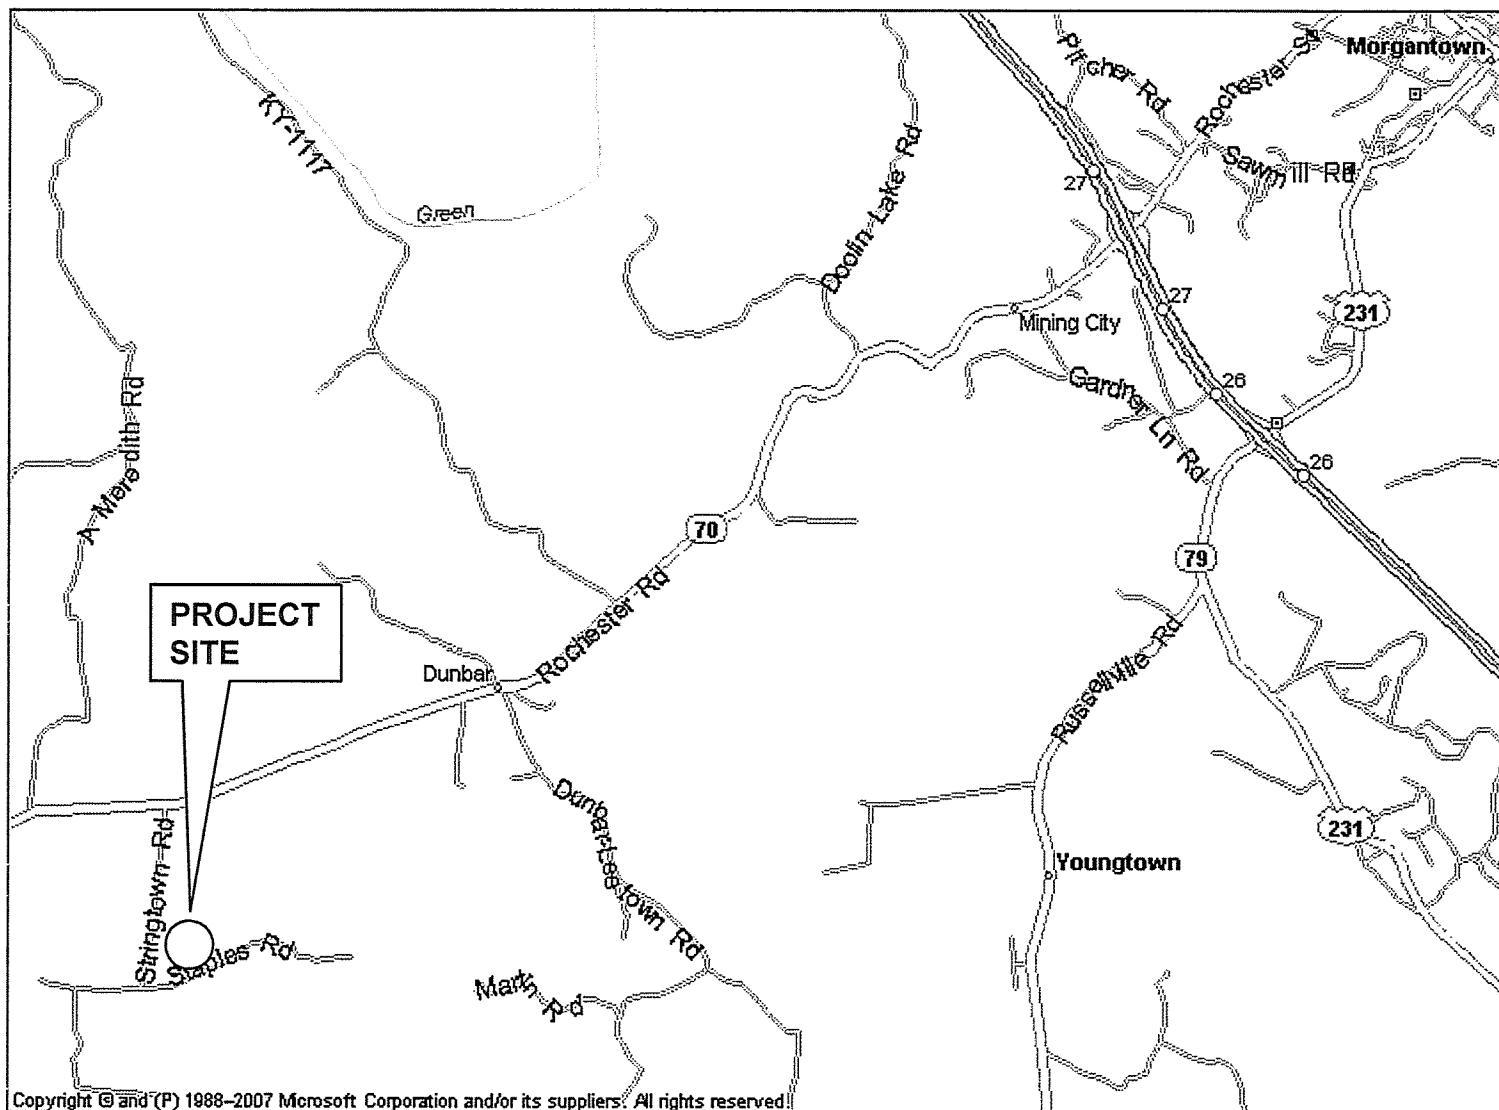 Morgantown
Pitcher Rd
Rochester St
KY-1117
Sawmill Rd
27
Doolin Lake Rd
Green
27
231
Mining City
A Meredith Rd
Gardner Ln Rd
26
26
70
79
PROJECT
SITE
Rochester Rd
Dunbar
Russellville Rd
Dunbar-Leetown Rd
231
Stringtown Rd
Youngtown
Staples Rd
Martin Rd
Copyright © and (P) 1988–2007 Microsoft Corporation and/or its suppliers. All rights reserved.